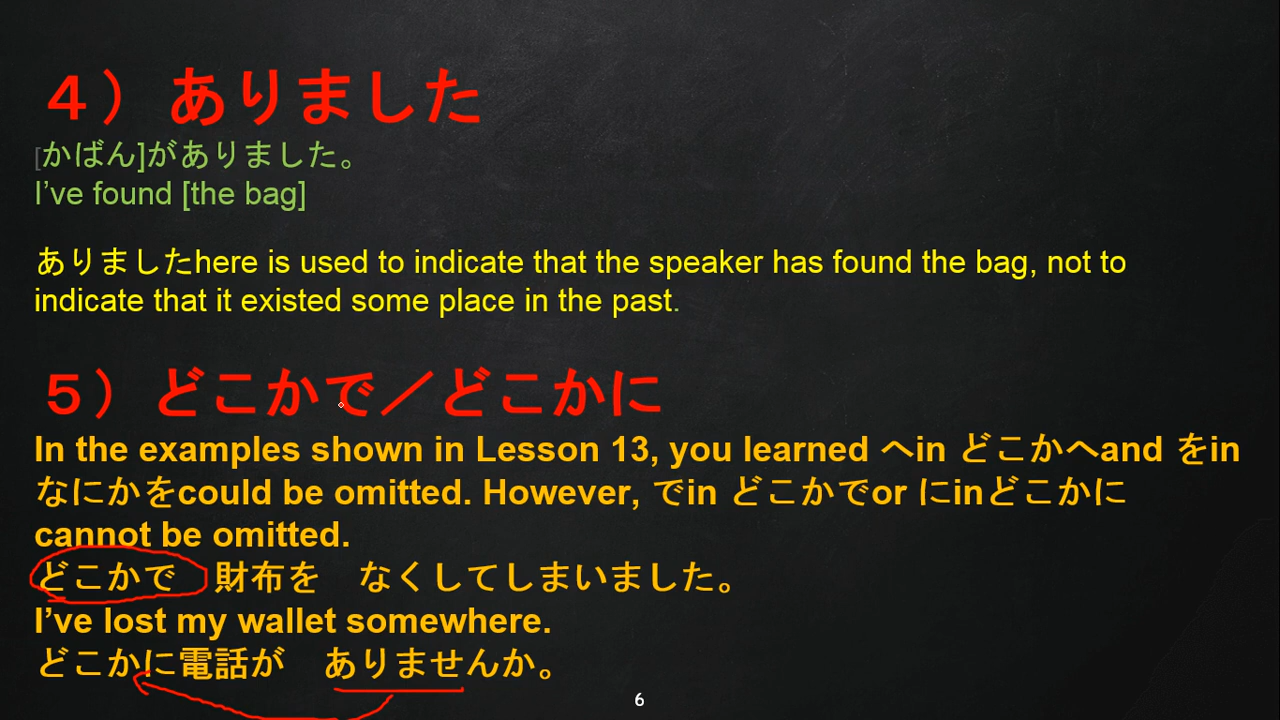 ４）ありました
[かばん]がありました。
I’ve found [the bag]
ありましたhere is used to indicate that the speaker has found the bag, not to
indicate that it existed some place in the past.
５）どこかで／どこかに
In the examples shown in Lesson 13, you learned へin どこかへand をin
なにかをcould be omitted. However, でin どこかでor にinどこかに
cannot be omitted.
どこかで　財布を　なくしてしまいました。
I’ve lost my wallet somewhere.
どこかに電話が　ありませんか。
6